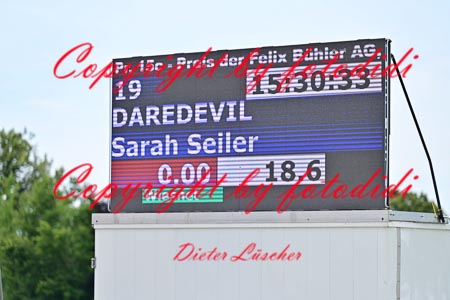 Preis der Felix Bühler AG
19 15:30:33
DAREDEVIL
Sarah Seiler
0.00 18.6
Copyright by fotodidi
Copyright by fotodidi
Dieter Lüscher